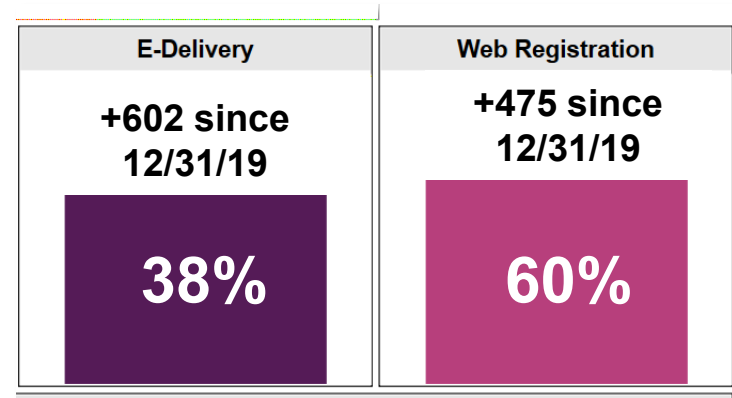 E-Delivery
+602 since
12/31/19
38%
Web Registration
+475 since
12/31/19
60%